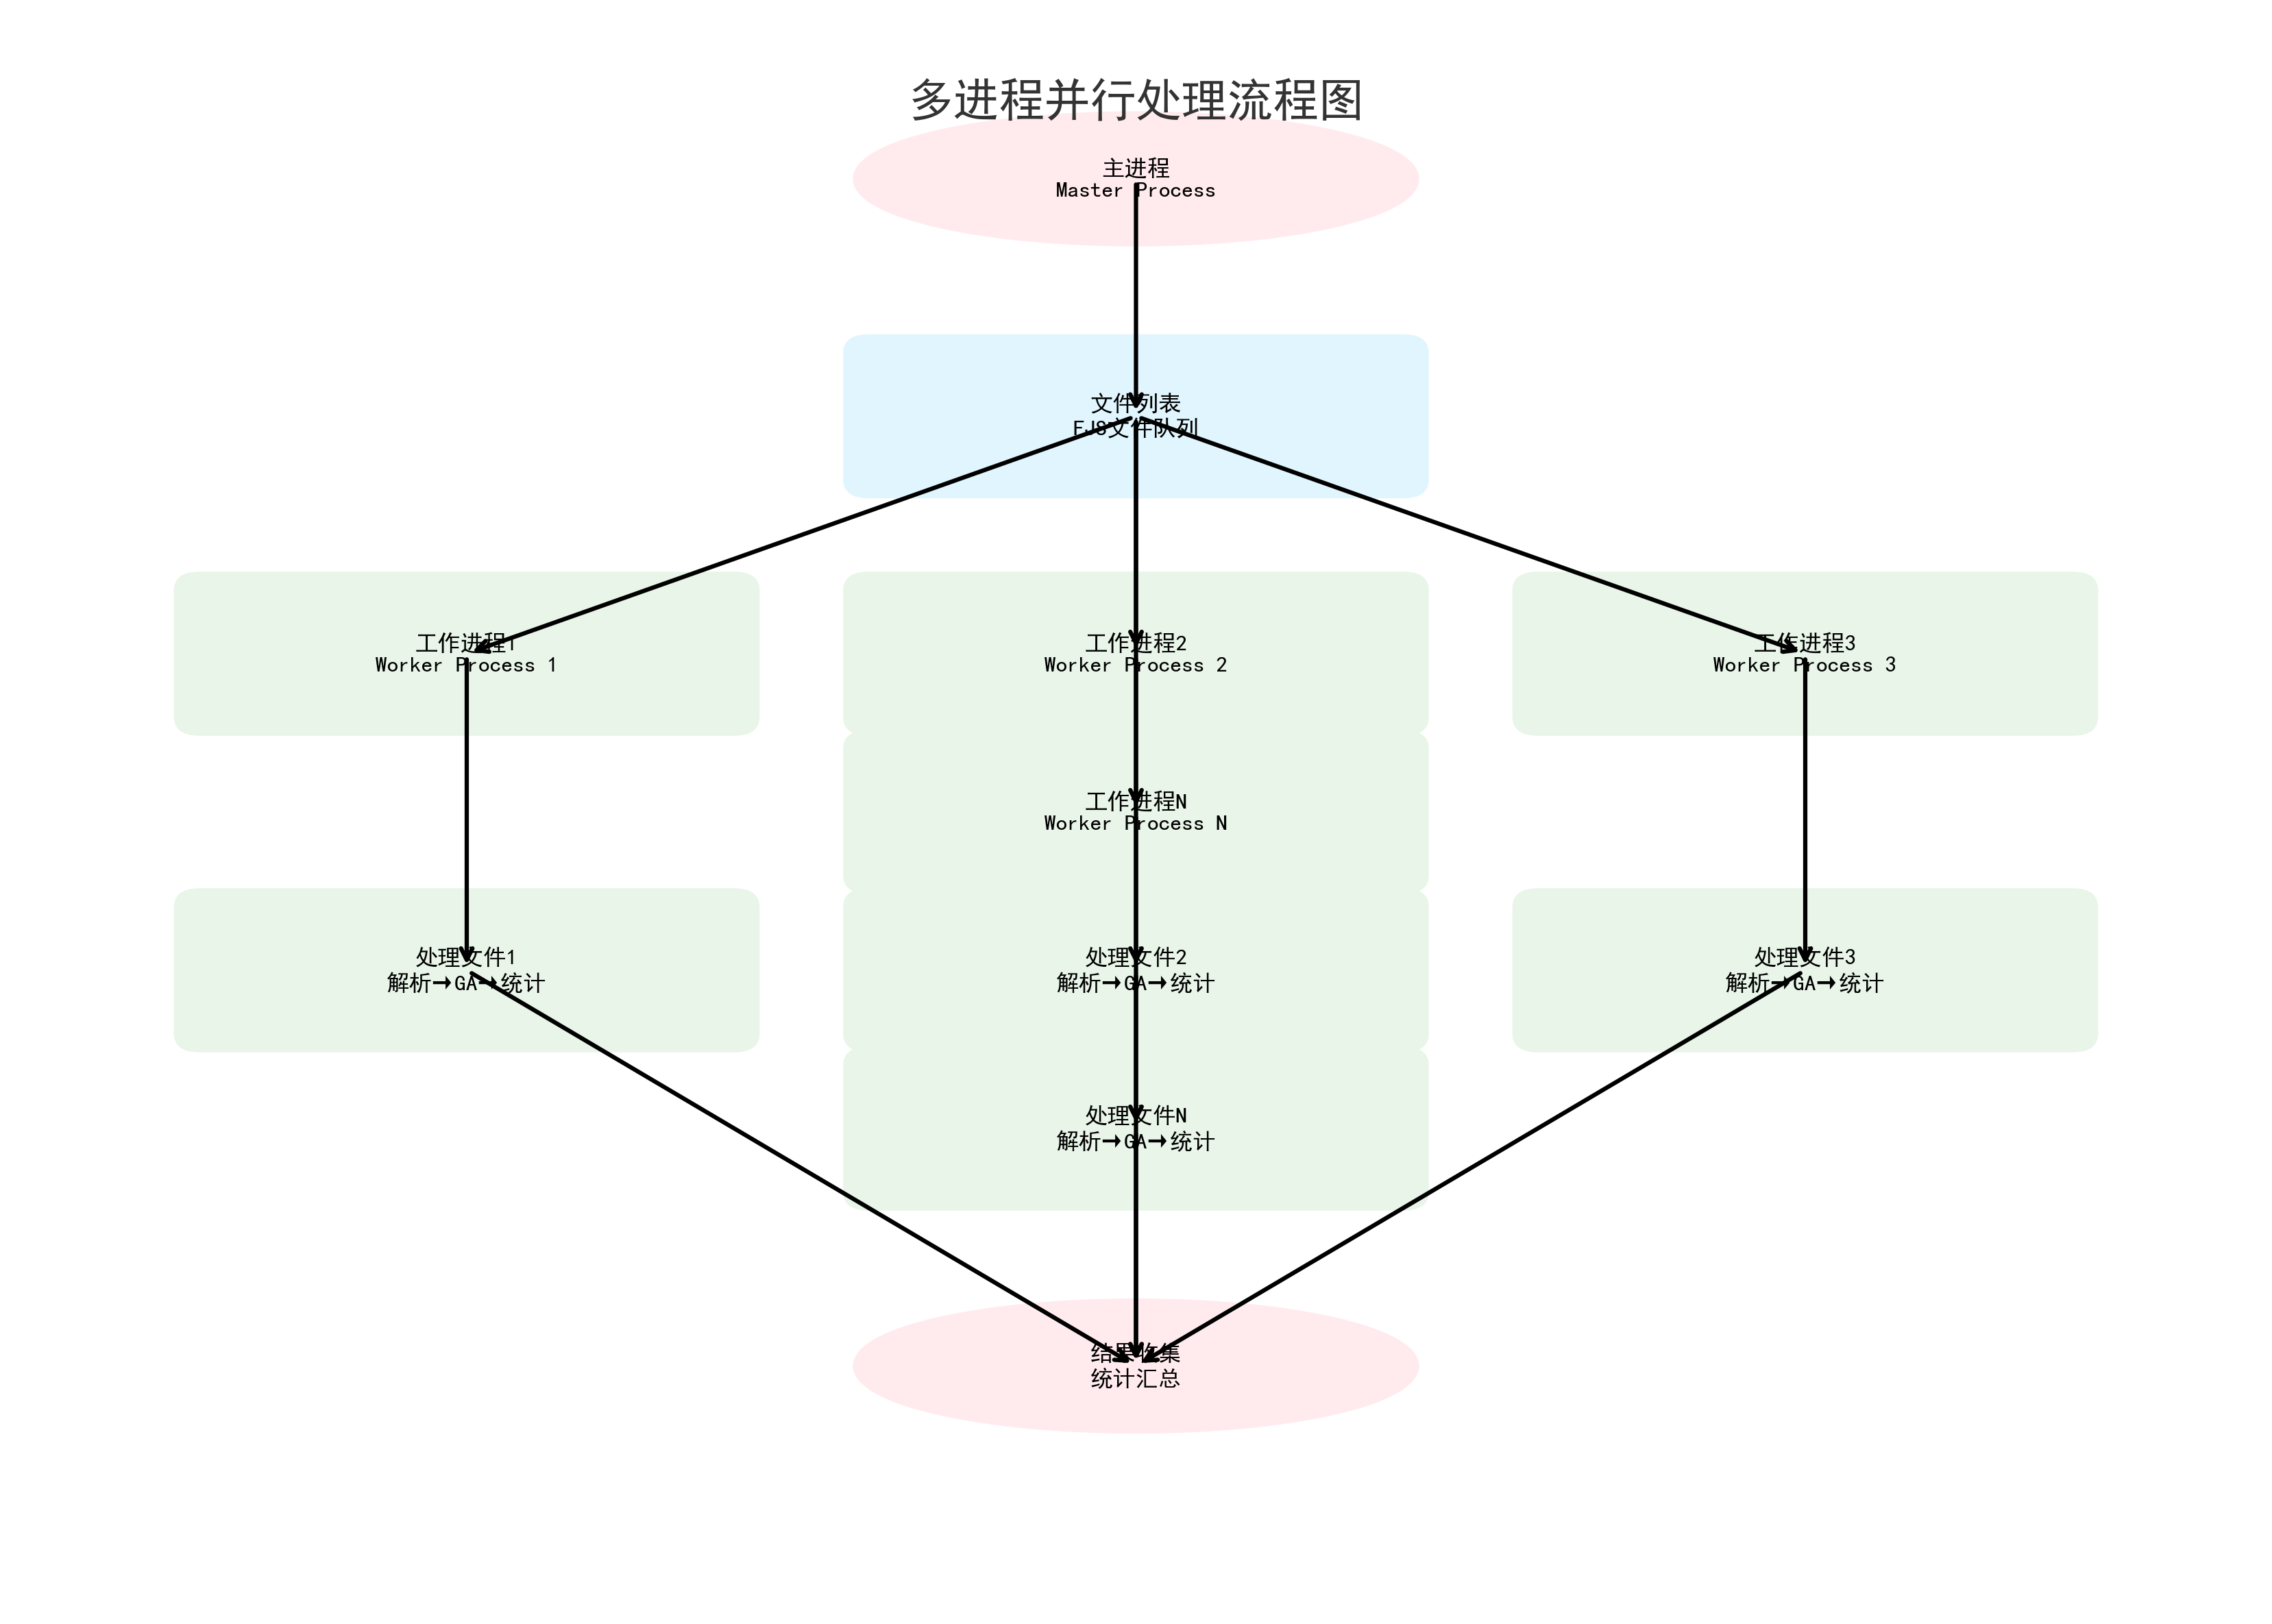 多进程并行处理流程图
主进程
Master Process
文件列表
FJS文件队列
工作进程1
Worker Process 1
工作进程2
Worker Process 2
工作进程3
Worker Process 3
工作进程N
Worker Process N
处理文件1
解析→GA→统计
处理文件2
解析→GA→统计
处理文件3
解析→GA→统计
处理文件N
解析→GA→统计
结果收集
统计汇总